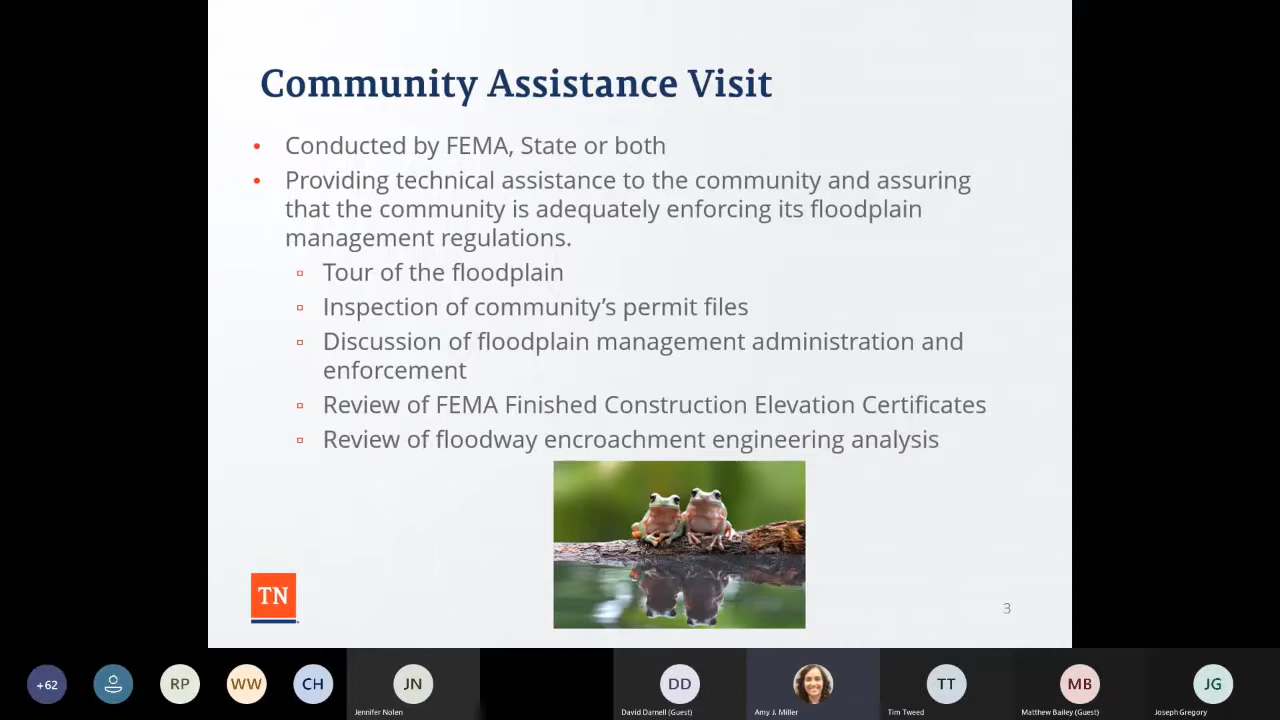 Community Assistance Visit
• Conducted by FEMA, State or both
• Providing technical assistance to the community and assuring
that the community is adequately enforcing its floodplain
management regulations.
▫ Tour of the floodplain
▫ Inspection of community’s permit files
▫ Discussion of floodplain management administration and
enforcement
▫ Review of FEMA Finished Construction Elevation Certificates
▫ Review of floodway encroachment engineering analysis
TN
3
+62
RP
WW
CH
JN
DD
TT
MB
JG
Jennifer Nolen
David Darnell (Guest)
Amy J. Miller
Tim Tweed
Matthew Bailey (Guest)
Joseph Gregory